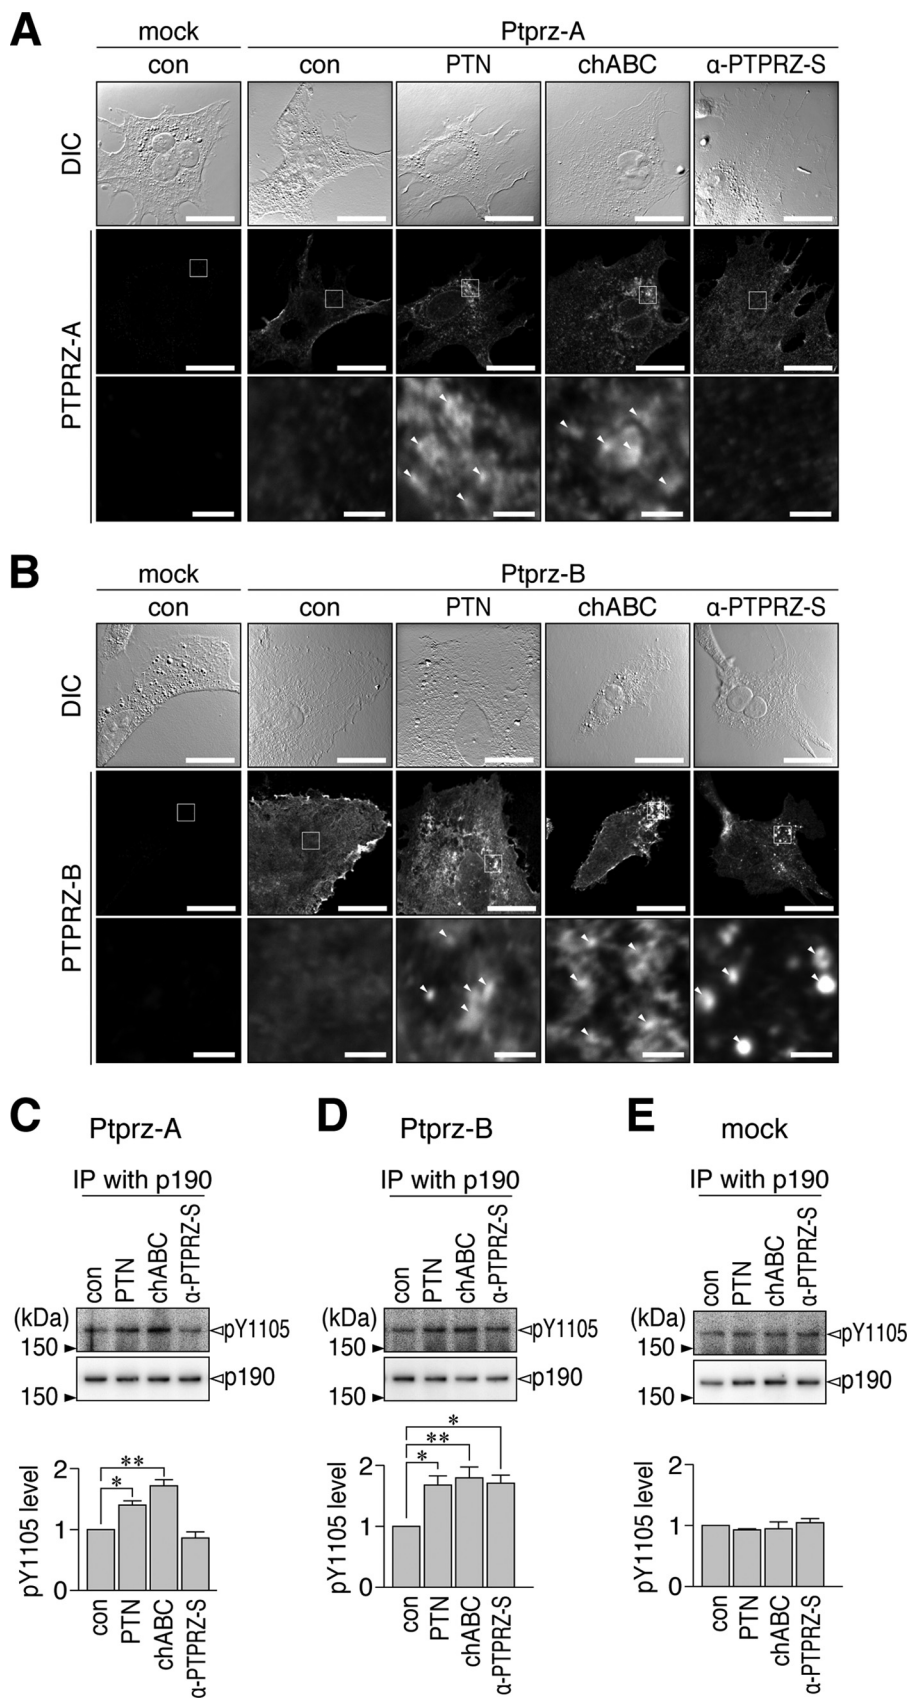 A
mock Ptprz-A
con con PTN chABC α-PTPRZ-S
DIC
PTPRZ-A
B
mock Ptprz-B
con con PTN chABC α-PTPRZ-S
DIC
PTPRZ-B
C Ptprz-A
IP with p190
con PTN chABC α-PTPRZ-S
(kDa)
150
pY1105
150
p190
pY1105 level
2
** 
*
1
0
con PTN chABC α-PTPRZ-S
D Ptprz-B
IP with p190
con PTN chABC α-PTPRZ-S
(kDa)
150
pY1105
150
p190
pY1105 level
*
**
*
2
1
0
con PTN chABC α-PTPRZ-S
E mock
IP with p190
con PTN chABC α-PTPRZ-S
(kDa)
150
pY1105
150
p190
pY1105 level
2
1
0
con PTN chABC α-PTPRZ-S